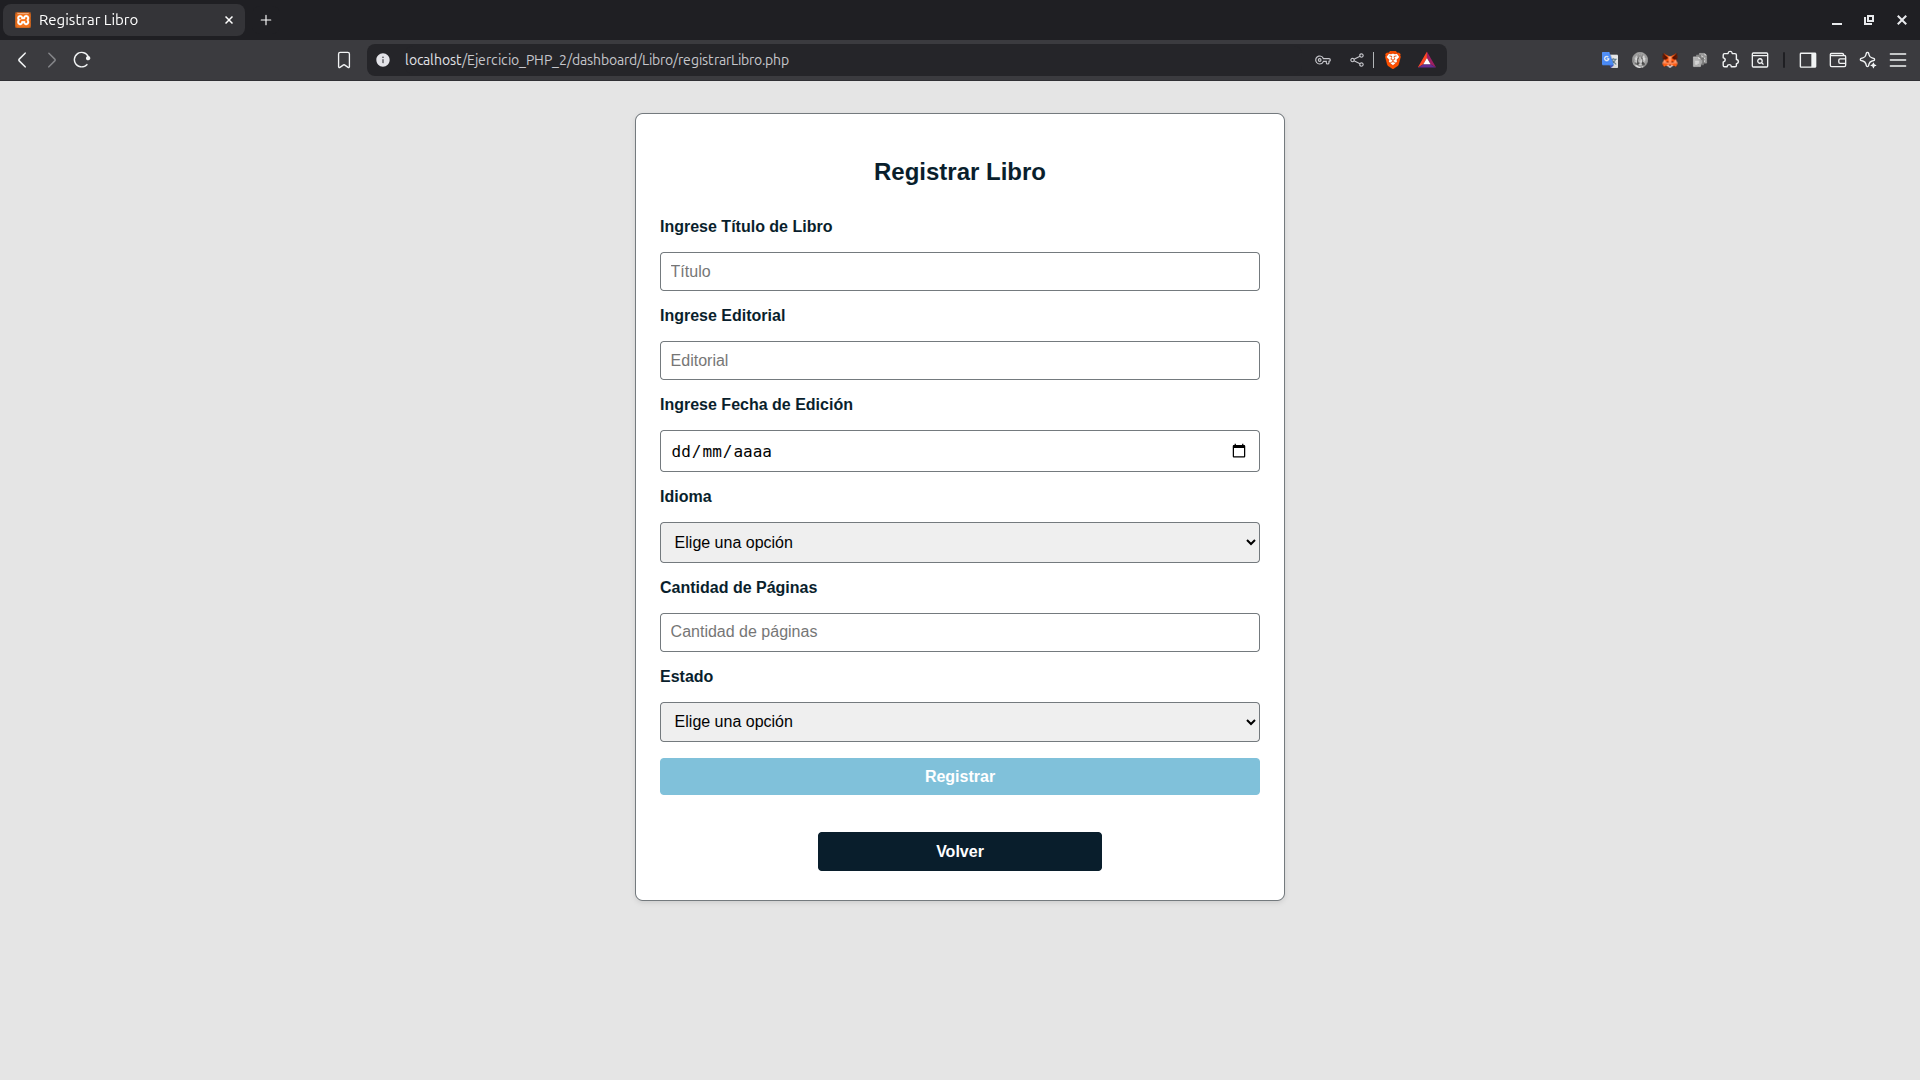 Registrar Libro
localhost/Ejercicio_PHP_2/dashboard/Libro/registrarLibro.php
Registrar Libro
Ingrese Título de Libro
Título
Ingrese Editorial
Editorial
Ingrese Fecha de Edición
dd/mm/aaaa
Idioma
Elige una opción
Cantidad de Páginas
Cantidad de páginas
Estado
Elige una opción
Registrar
Volver